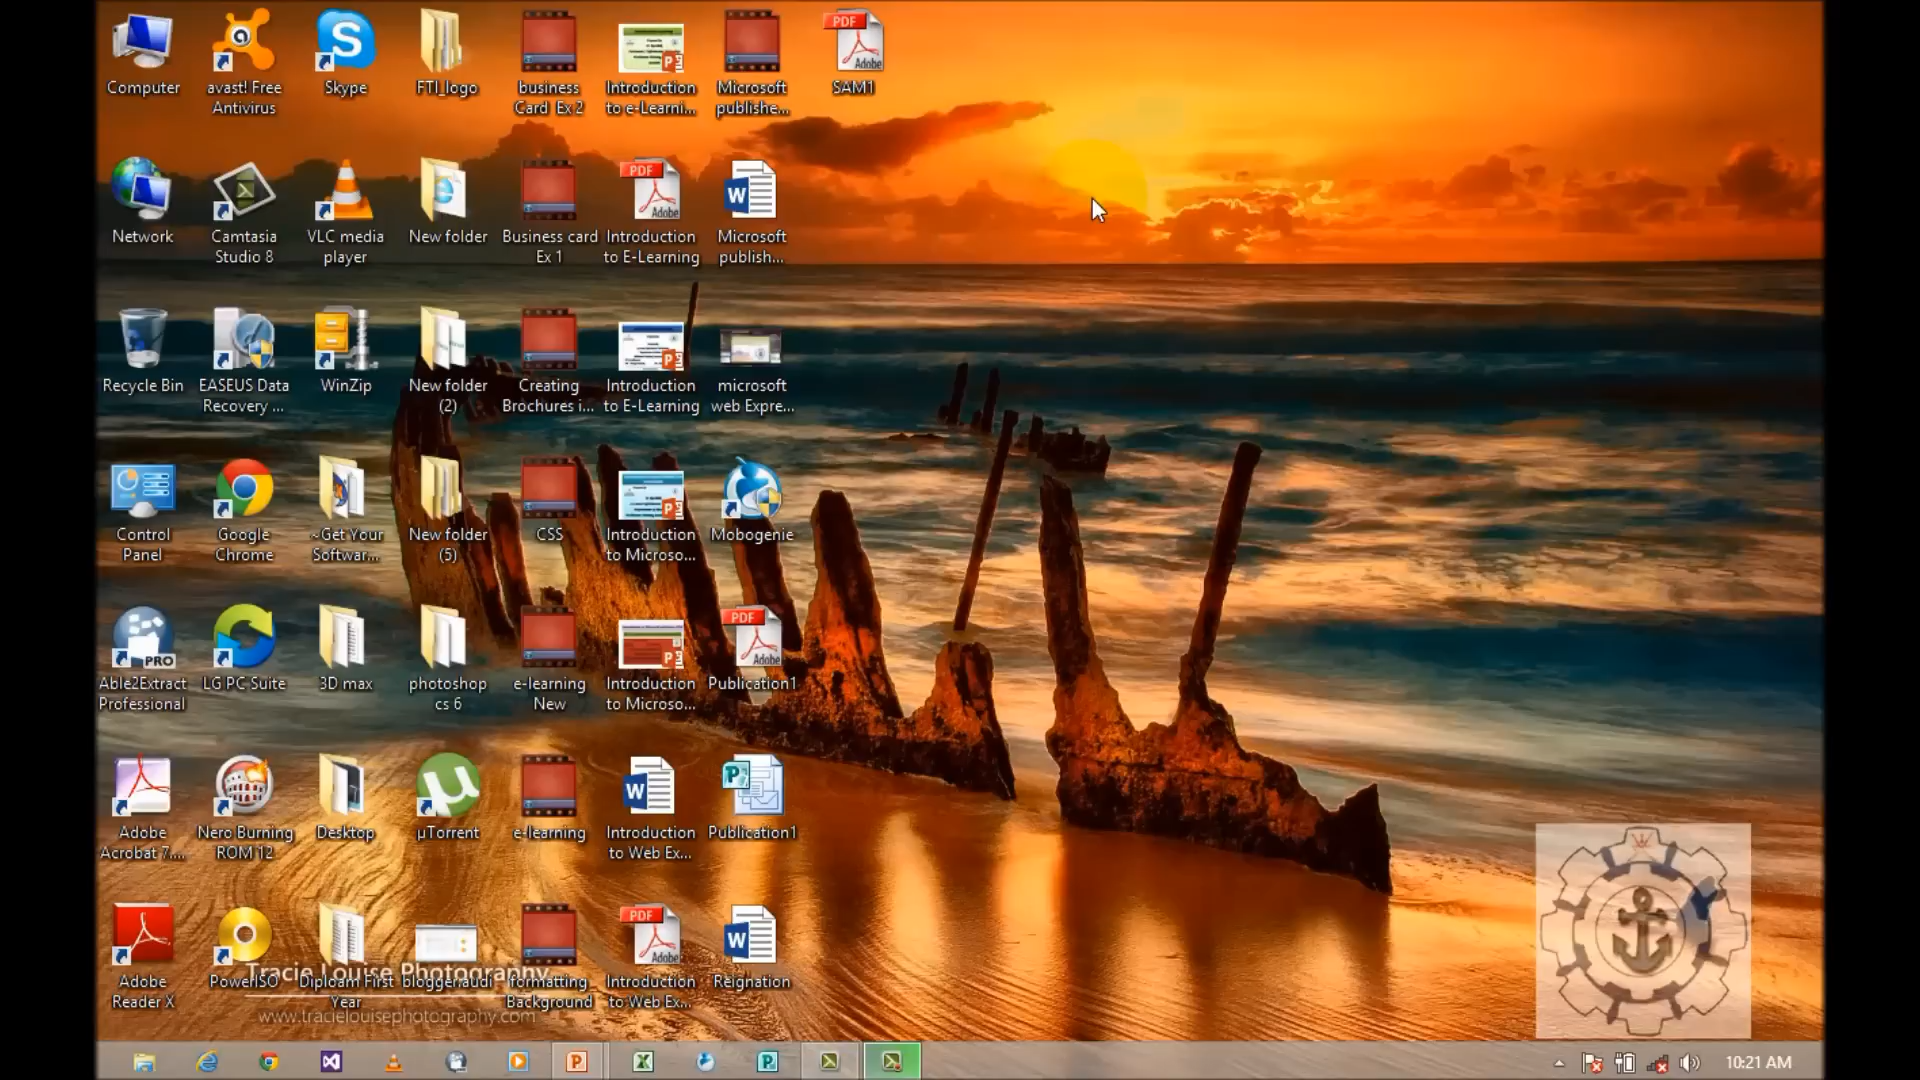 Computer
avast! Free
Antivirus
Skype
FTI_logo
business
Card Ex 2
Introduction
to e-Learni...
Microsoft
publishe...
SAM1
Network
Camtasia
Studio 8
VLC media
player
New folder
Business card
Ex 1
Introduction
to E-Learning
Microsoft
publish...
Recycle Bin
EASEUS Data
Recovery ...
WinZip
New folder
(2)
Creating
Brochures i...
Introduction
to E-Learning
microsoft
web Expre...
Control
Panel
Google
Chrome
~Get Your
Softwar...
New folder
(5)
CSS
Introduction
to Microso...
Mobogenie
Able2Extract
Professional
LG PC Suite
3D max
photoshop
cs 6
e-learning
New
Introduction
to Microso...
Publication1
Adobe
Acrobat 7....
Nero Burning
ROM 12
Desktop
µTorrent
e-learning
Introduction
to Web Ex...
Publication1
Adobe
Reader X
PowerISO
Diploam First
Year
bloggeraudi
formatting
Background
Introduction
to Web Ex...
Reignation
Tracie Louise Photography
www.tracielouisephotography.com
10:21 AM